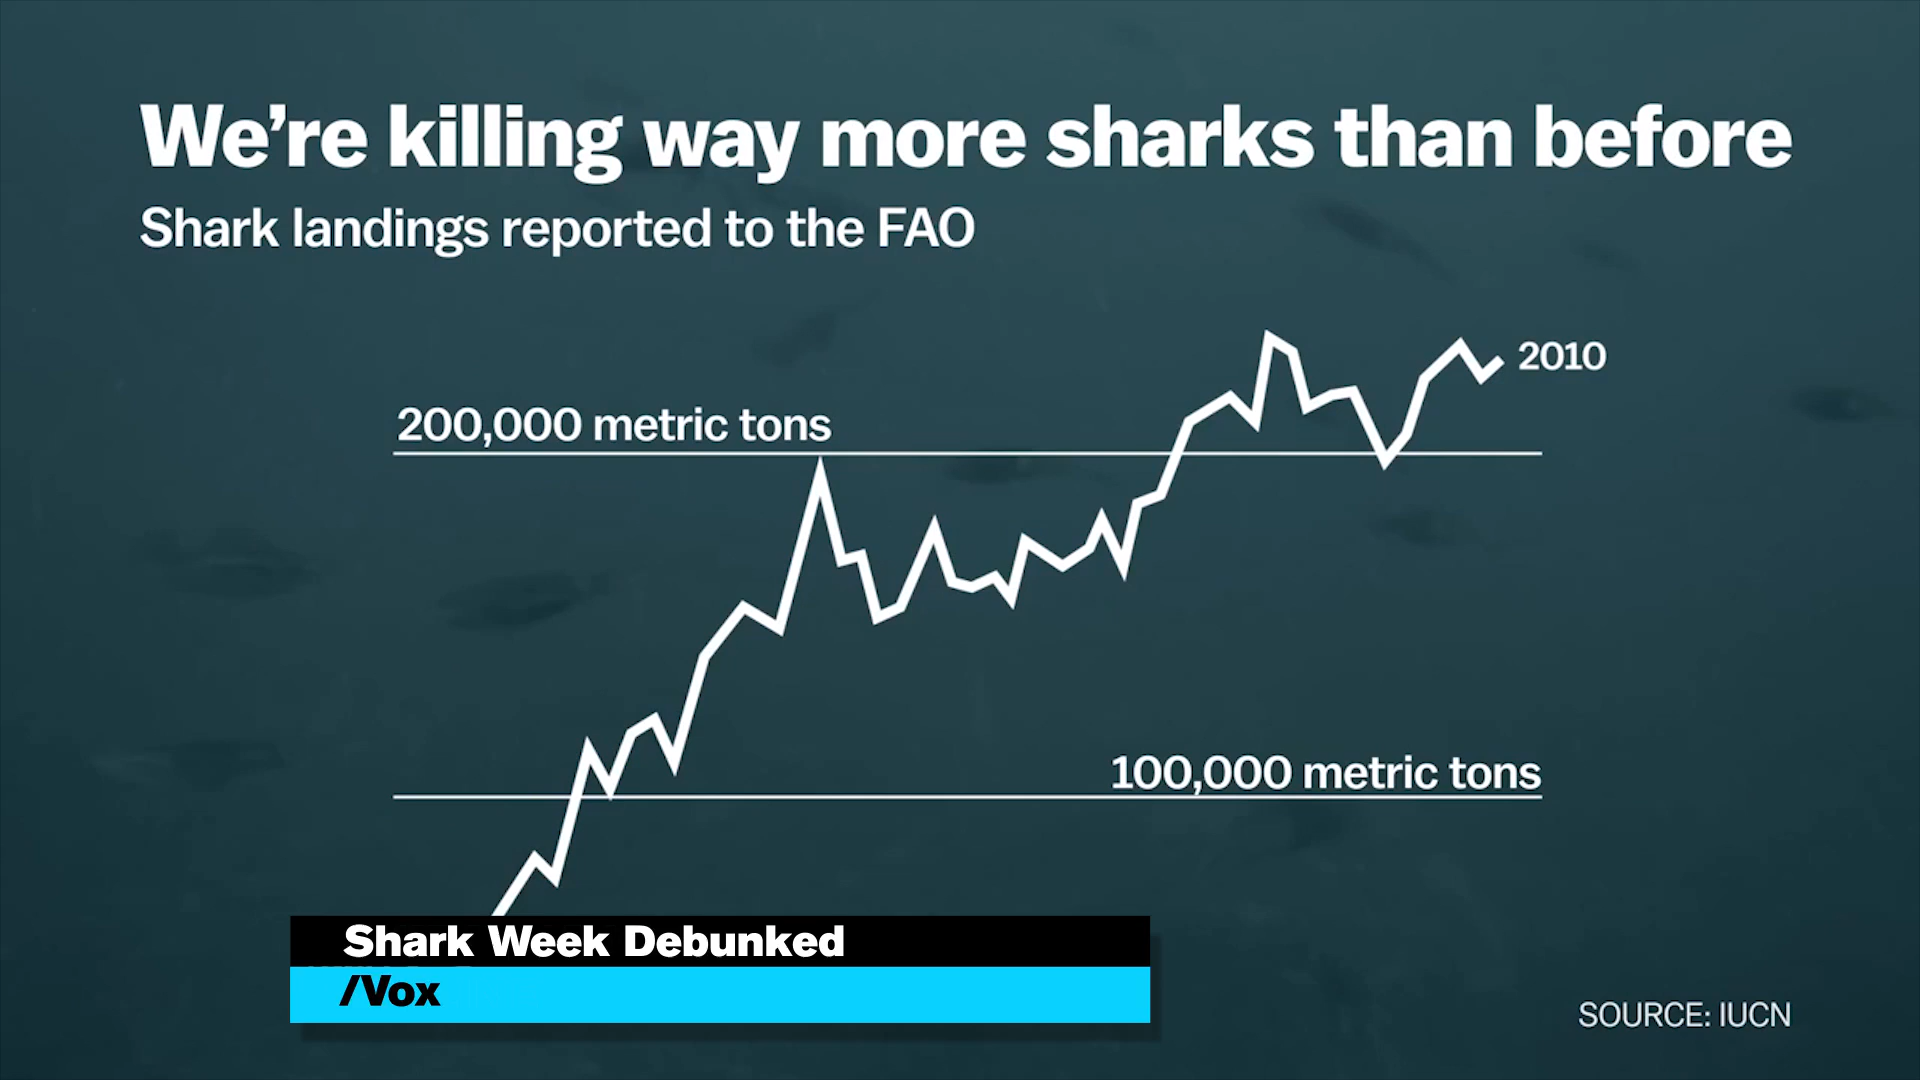 We’re killing way more sharks than before
Shark landings reported to the FAO
2010
200,000 metric tons
100,000 metric tons
Shark Week Debunked
/Vox
SOURCE: IUCN